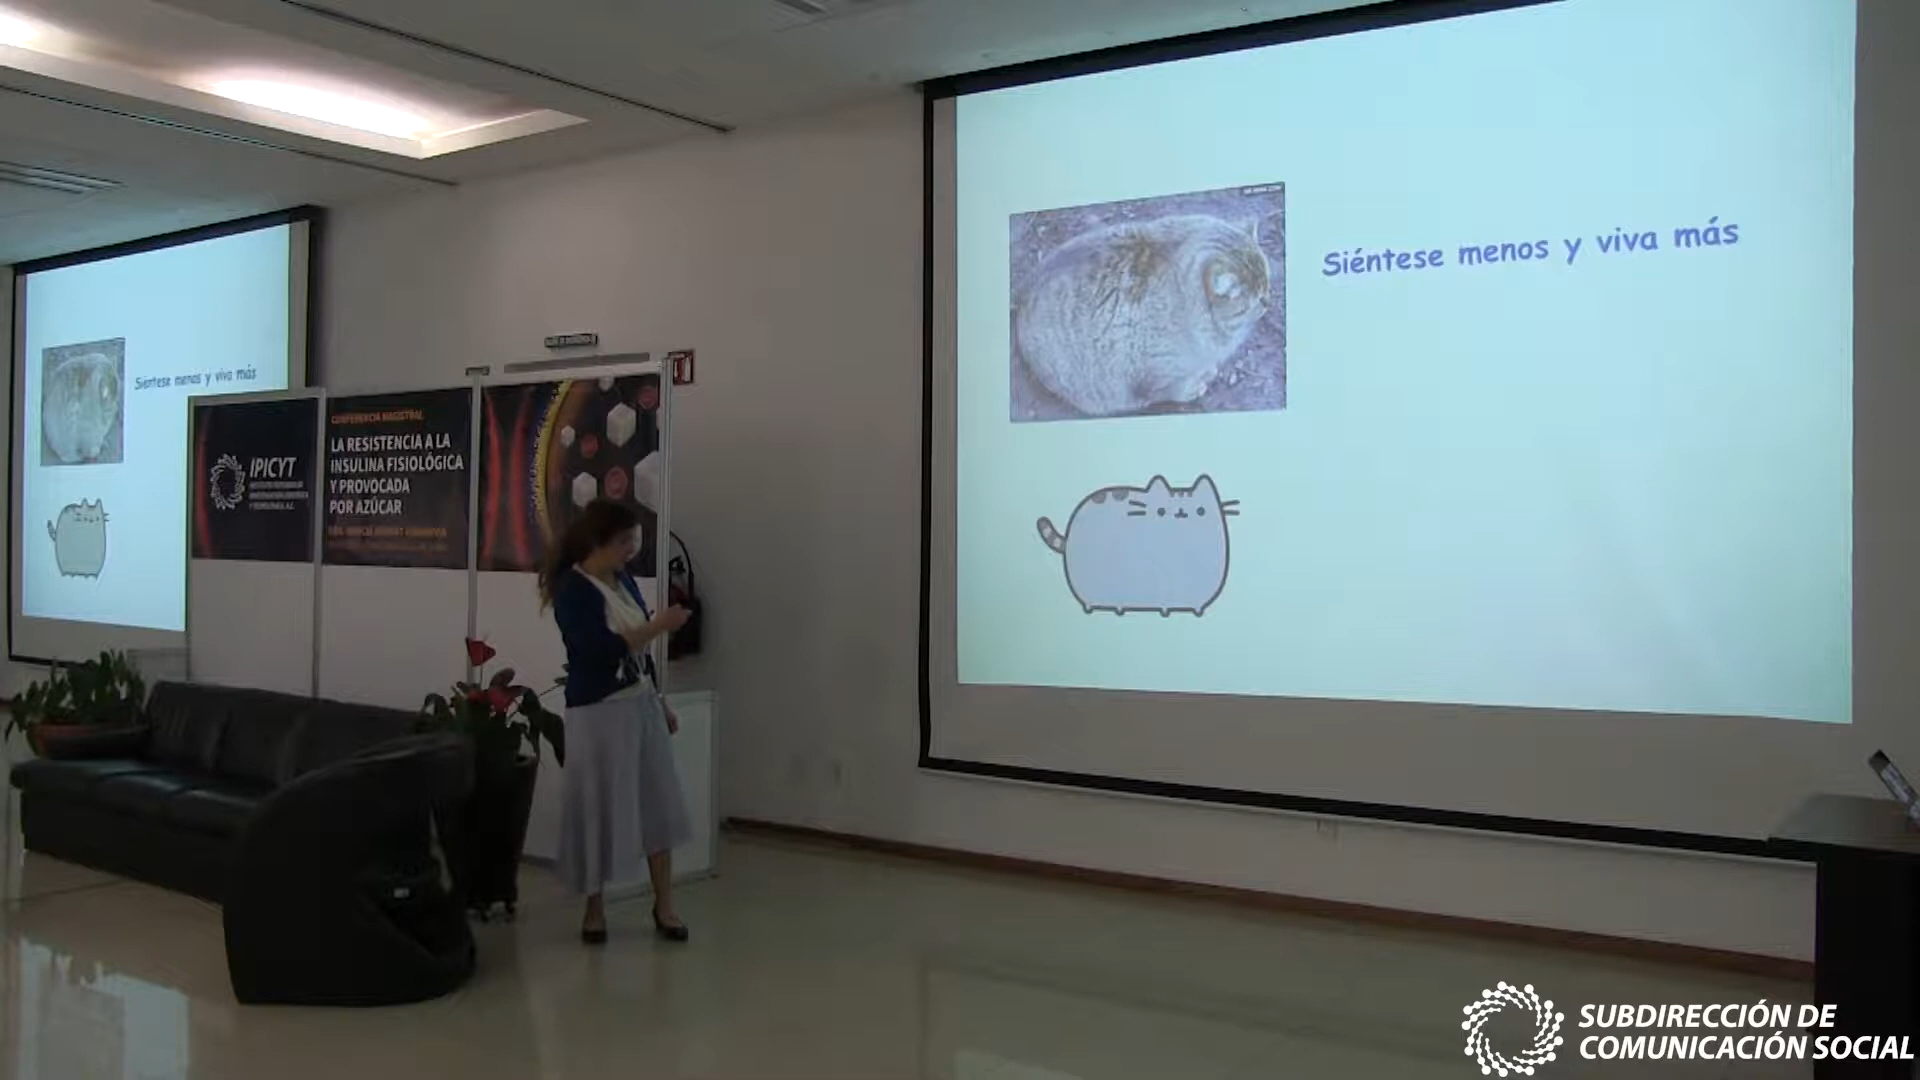 Siéntese menos y viva más
Siéntese menos y viva más
IPICYT
CONFERENCIA MAGISTRAL
LA RESISTENCIA A LA
INSULINA FISIOLÓGICA
Y PROVOCADA
POR AZÚCAR
SUBDIRECCIÓN DE
COMUNICACIÓN SOCIAL